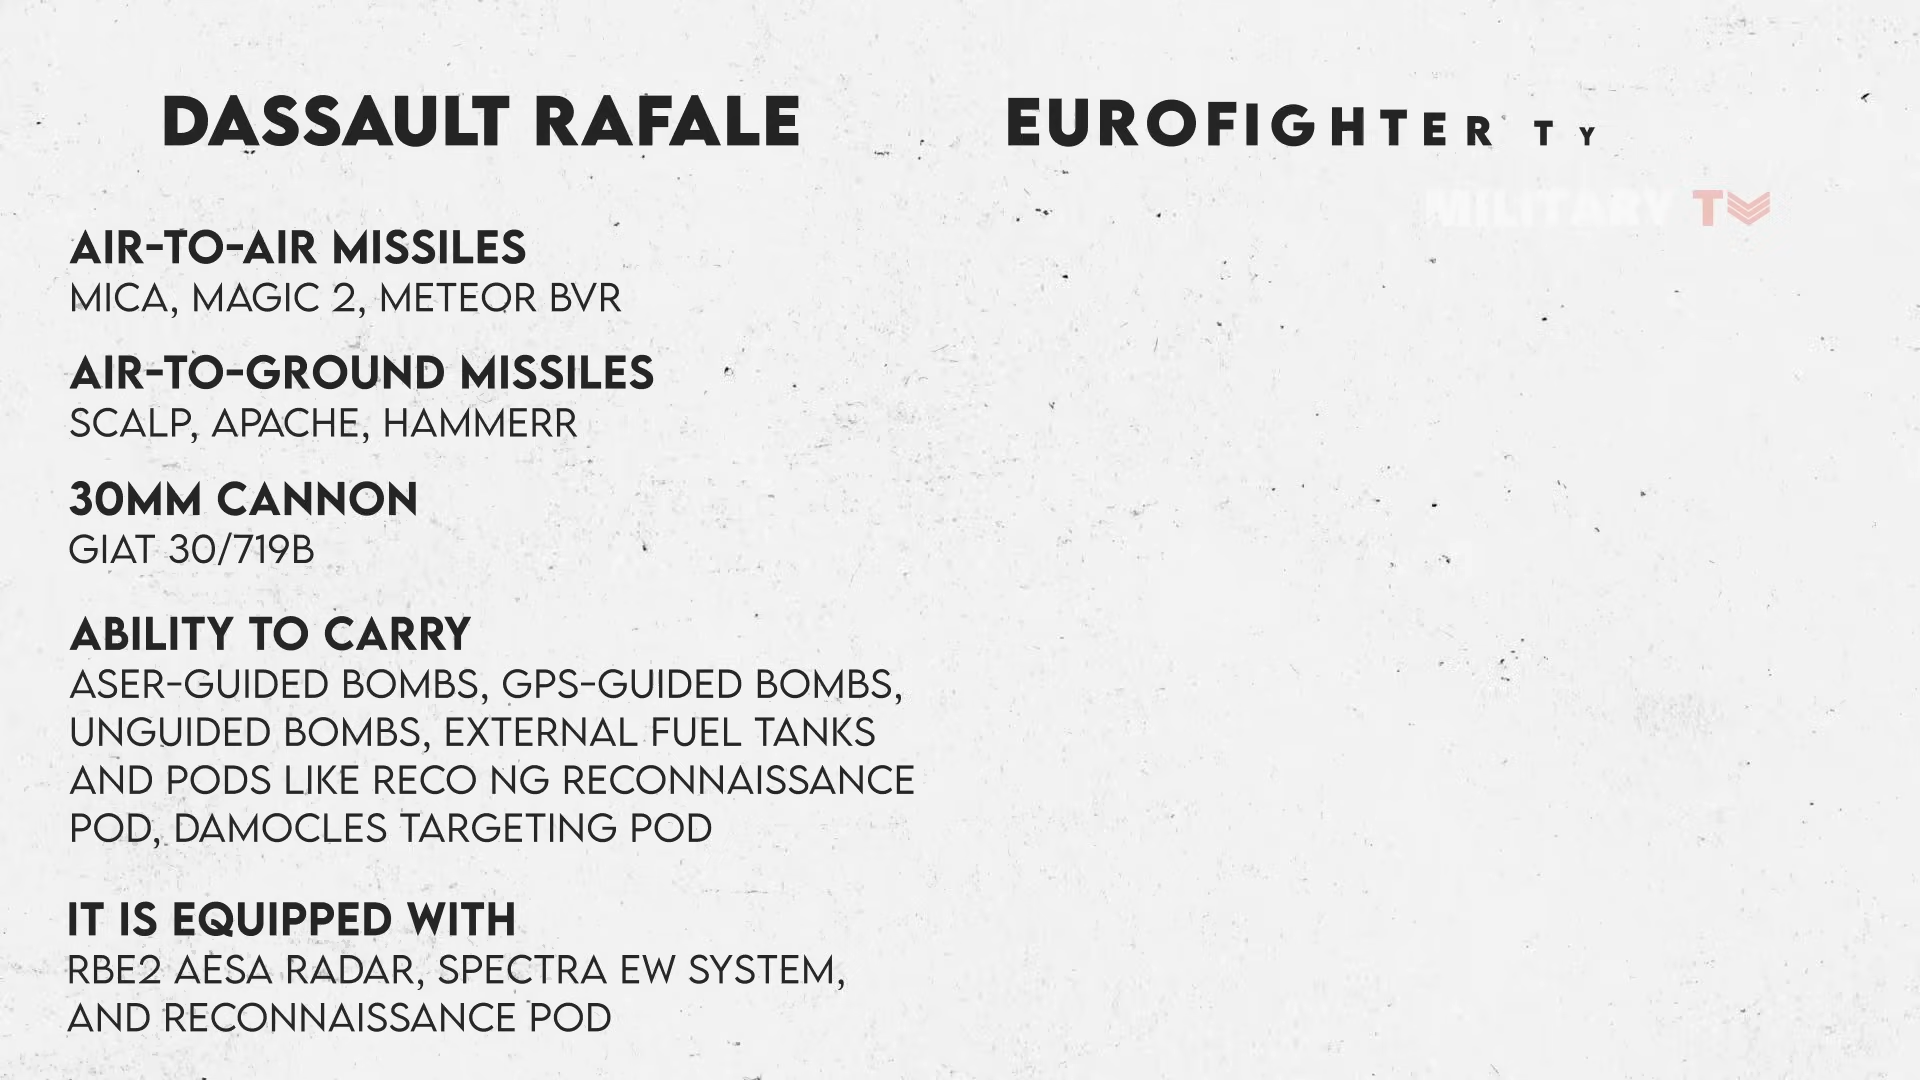 DASSAULT RAFALE
AIR-TO-AIR MISSILES
MICA, MAGIC 2, METEOR BVR
AIR-TO-GROUND MISSILES
SCALP, APACHE, HAMMERR
30MM CANNON
GIAT 30/719B
ABILITY TO CARRY
ASER-GUIDED BOMBS, GPS-GUIDED BOMBS,
UNGUIDED BOMBS, EXTERNAL FUEL TANKS
AND PODS LIKE RECO NG RECONNAISSANCE
POD, DAMOCLES TARGETING POD
IT IS EQUIPPED WITH
RBE2 AESA RADAR, SPECTRA EW SYSTEM,
AND RECONNAISSANCE POD
EUROFIGHTER TY
MILITARY TV